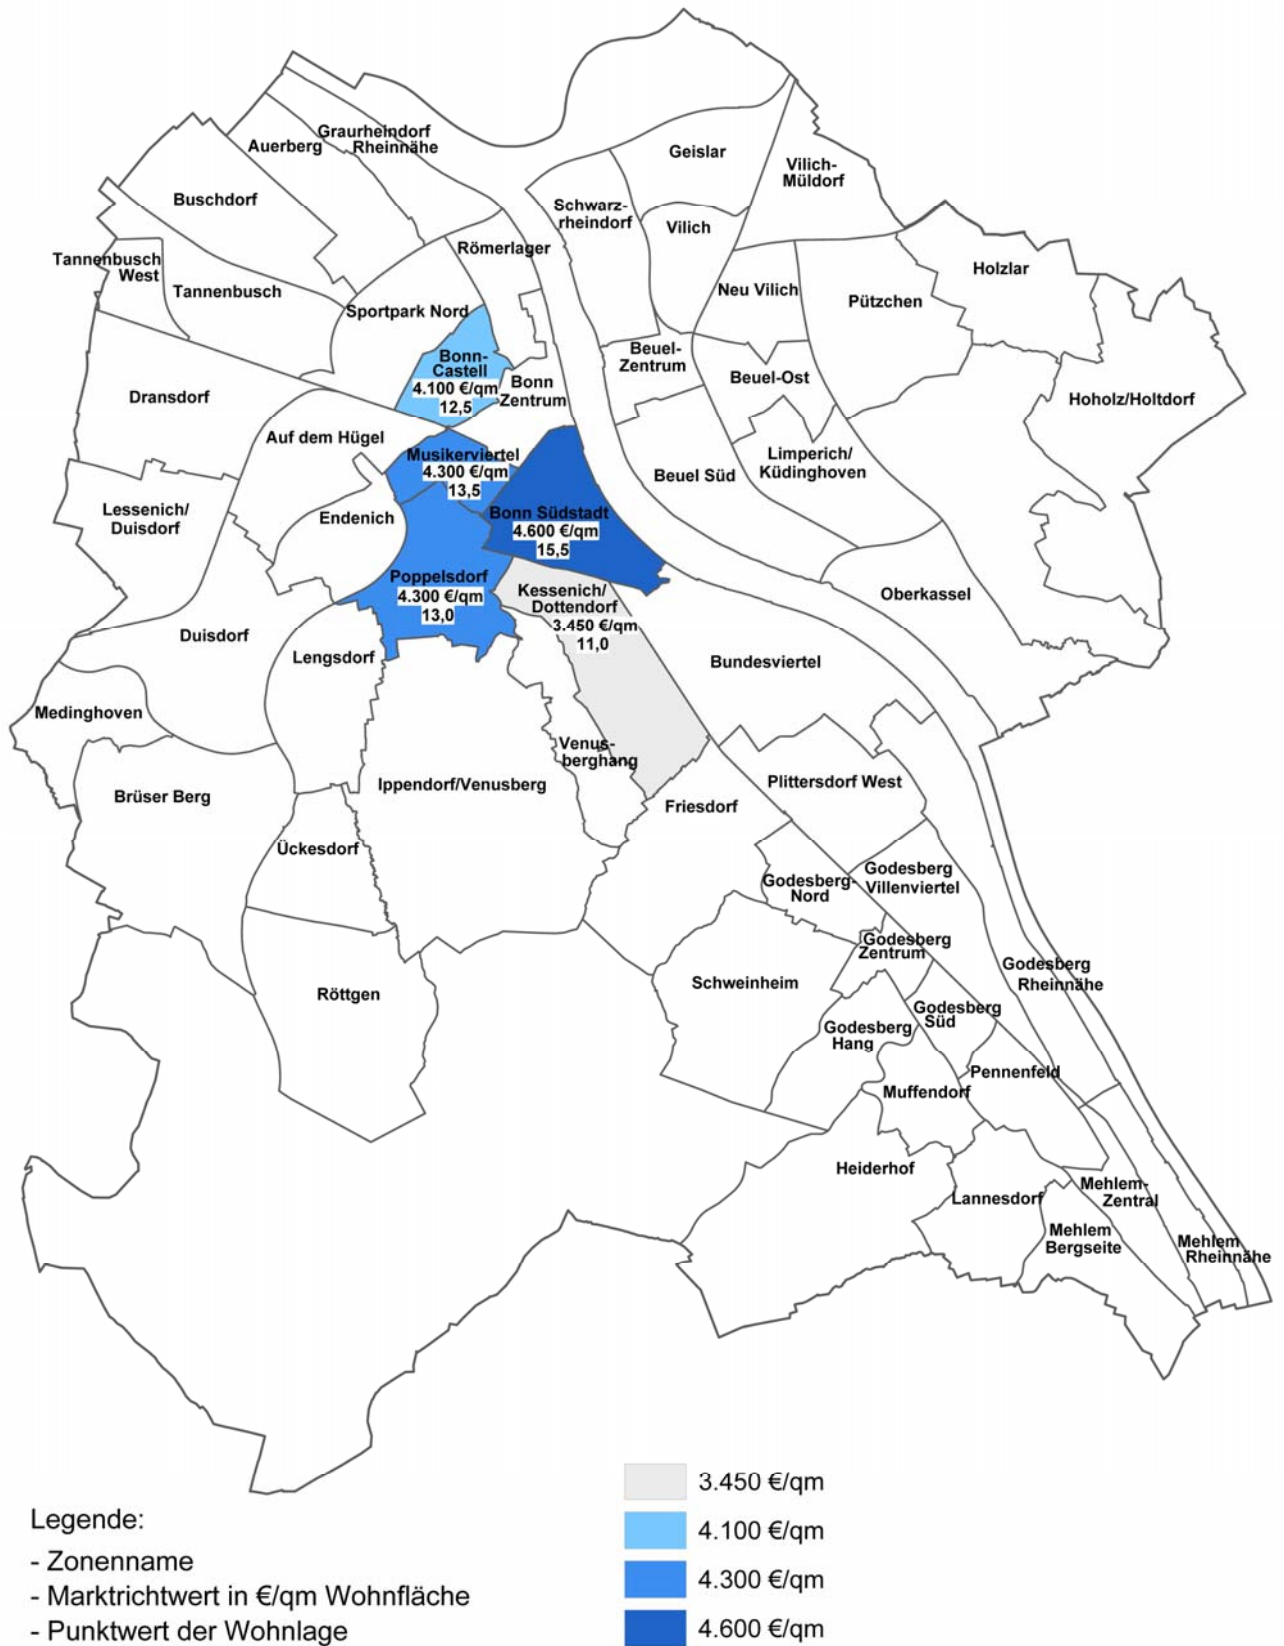 Graurheindorf
Rheinnähe
Auerberg
Buschdorf
Geislar
Vilich-
Müldorf
Schwarz-
rheindorf
Vilich
Römerlager
Tannenbusch
West
Tannenbusch
Holzlar
Neu Vilich
Pützchen
Sportpark Nord
Bonn-
Castell
4.100 €/qm
12,5
Bonn
Zentrum
Beuel-
Zentrum
Beuel-Ost
Dransdorf
Hoholz/Holtdorf
Auf dem Hügel
Musikerviertel
4.300 €/qm
13,5
Limperich/
Küdinghoven
Beuel Süd
Lessenich/
Duisdorf
Endenich
Bonn Südstadt
4.600 €/qm
15,5
Poppelsdorf
4.300 €/qm
13,0
Kessenich/
Dottendorf
3.450 €/qm
11,0
Oberkassel
Duisdorf
Lengsdorf
Bundesviertel
Medinghoven
Venus-
berghang
Brüser Berg
Ippendorf/Venusberg
Plittersdorf West
Friesdorf
Ückesdorf
Godesberg-
Nord
Godesberg
Villenviertel
Godesberg
Zentrum
Godesberg
Rheinnähe
Schweinheim
Röttgen
Godesberg
Süd
Godesberg
Hang
Pennenfeld
Muffendorf
Heiderhof
Lannesdorf
Mehlem-
Zentral
Mehlem
Bergseite
Mehlem
Rheinnähe
Legende:
- Zonenname
- Marktrichtwert in €/qm Wohnfläche
- Punktwert der Wohnlage
3.450 €/qm
4.100 €/qm
4.300 €/qm
4.600 €/qm